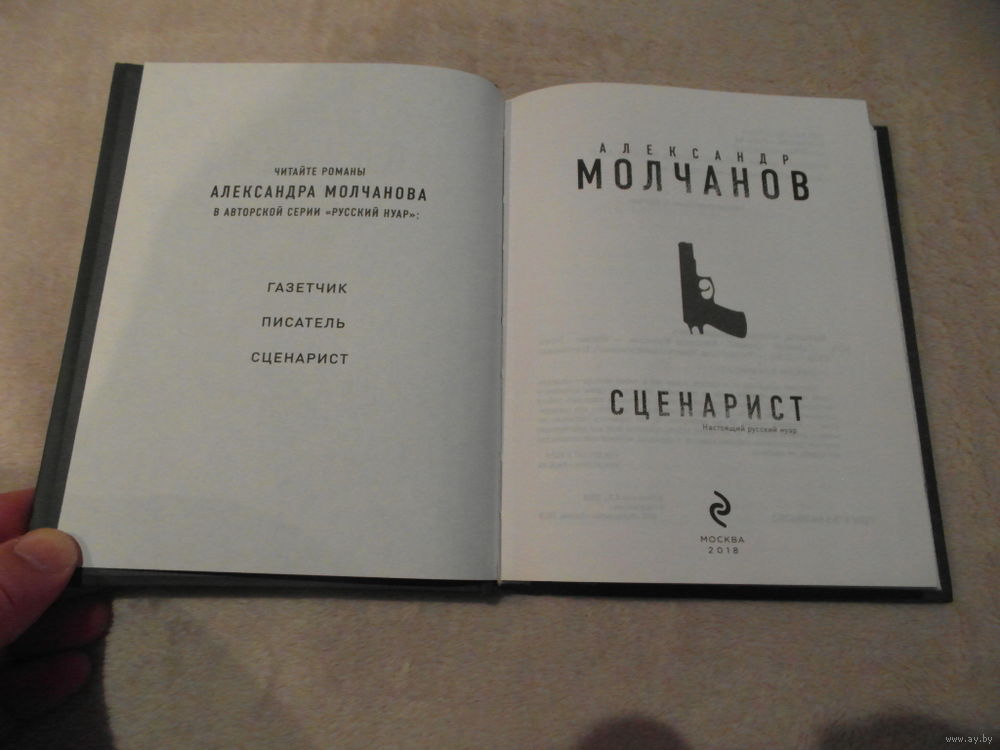 ЧИТАЙТЕ РОМАНЫ
АЛЕКСАНДРА МОЛЧАНОВА
В АВТОРСКОЙ СЕРИИ «РУССКИЙ НУАР»:
ГАЗЕТЧИК
ПИСАТЕЛЬ
СЦЕНАРИСТ
АЛЕКСАНДР
МОЛЧАНОВ
СЦЕНАРИСТ
Настоящий русский нуар
МОСКВА
2018
www.ay.by